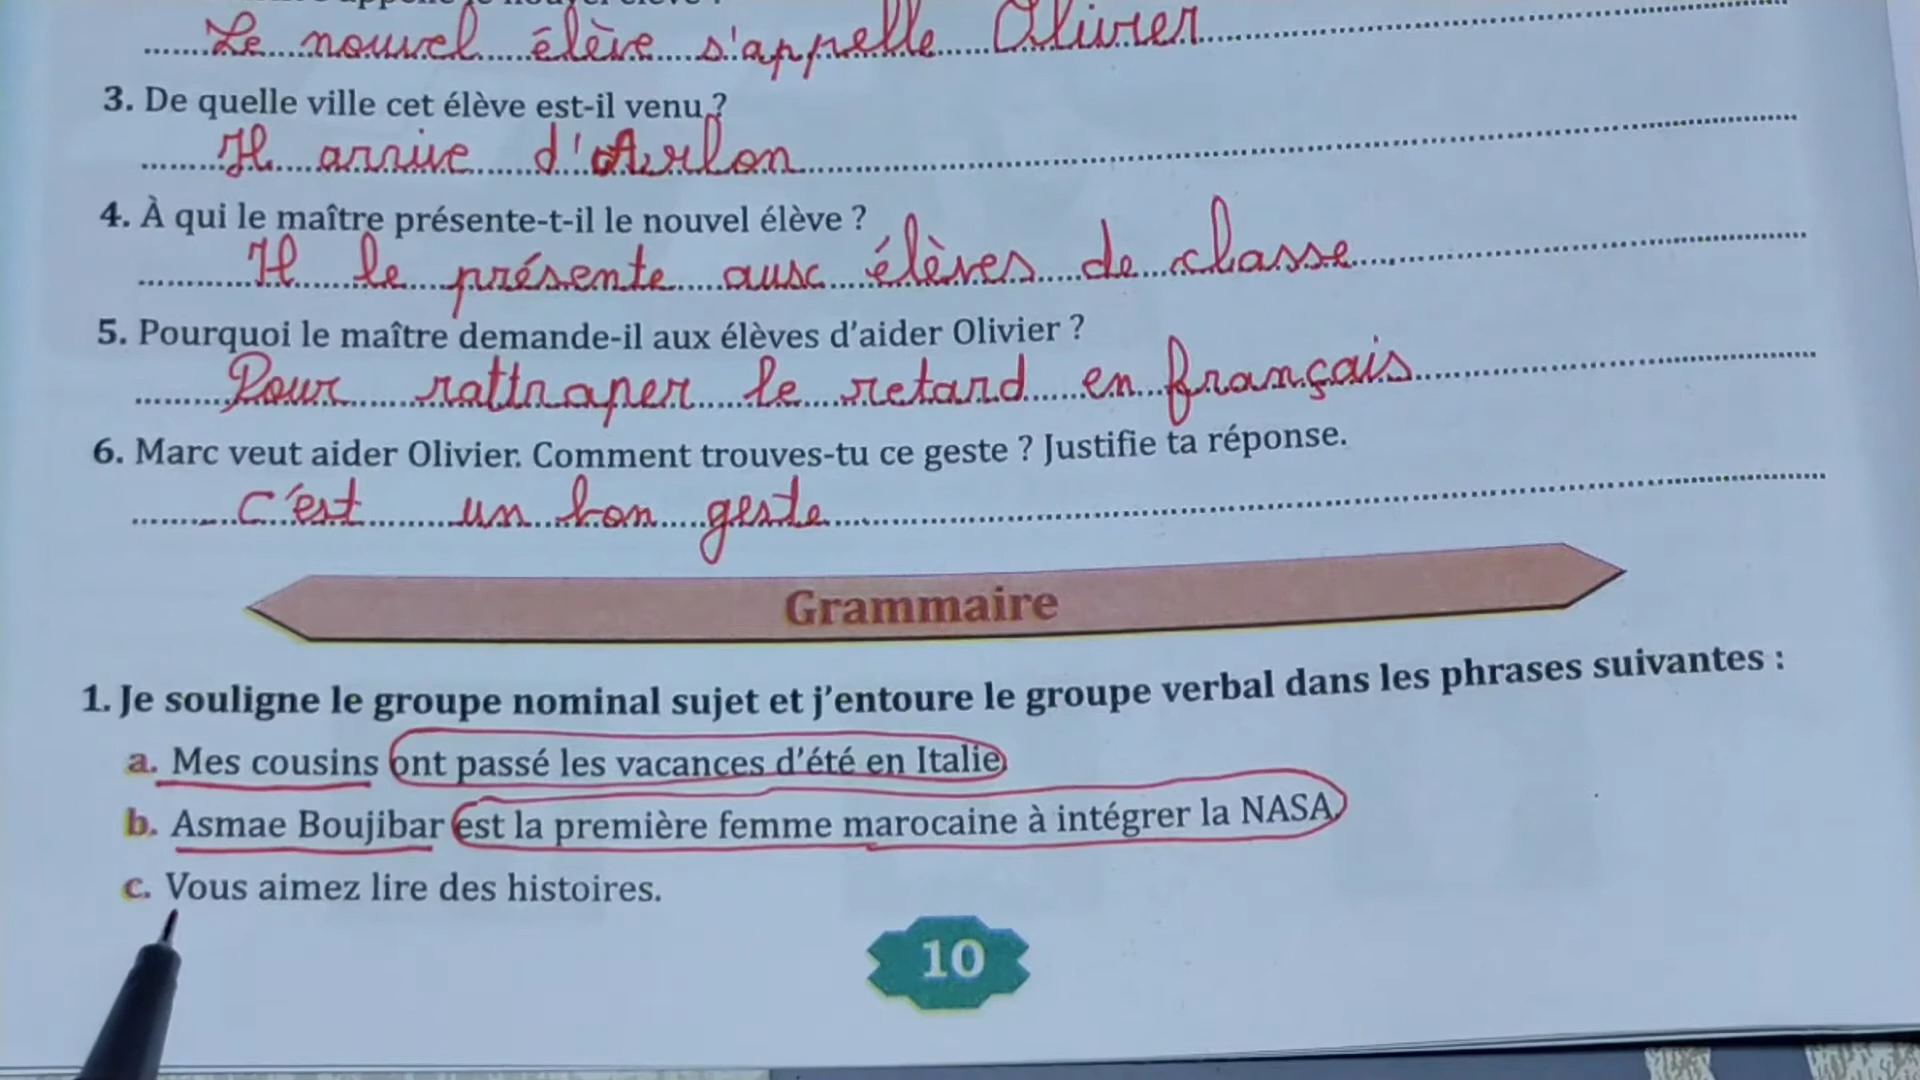 Le nouvel élève s'appelle Olivier
3. De quelle ville cet élève est-il venu ?
Il arrive d'Arlon
4. À qui le maître présente-t-il le nouvel élève ?
Il le présente aux élèves de classe
5. Pourquoi le maître demande-il aux élèves d'aider Olivier ?
Pour rattraper le retard en français
6. Marc veut aider Olivier. Comment trouves-tu ce geste ? Justifie ta réponse.
c'est un bon geste
Grammaire
1. Je souligne le groupe nominal sujet et j'entoure le groupe verbal dans les phrases suivantes :
a. Mes cousins ont passé les vacances d'été en Italie
b. Asmae Boujibar est la première femme marocaine à intégrer la NASA.
c. Vous aimez lire des histoires.
10